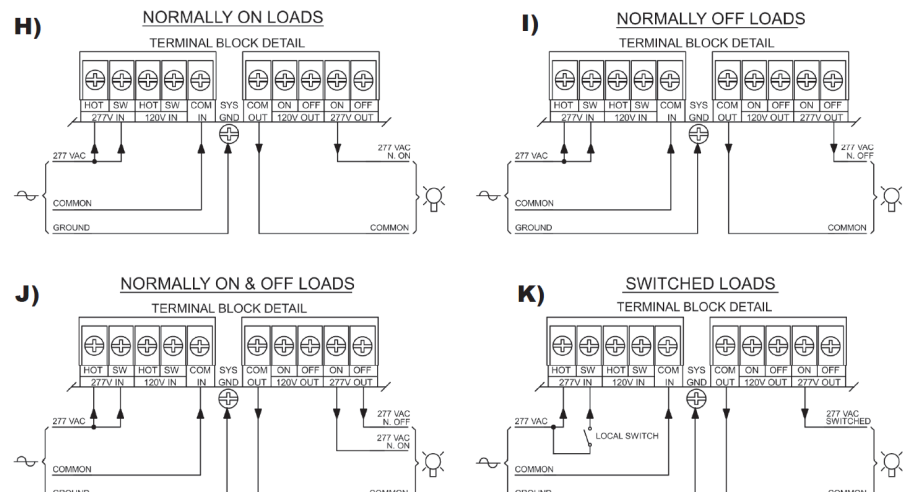 H)
NORMALLY ON LOADS
TERMINAL BLOCK DETAIL
HOT SW HOT SW COM SYS COM ON OFF ON OFF
277V IN 120V IN IN GND OUT 120V OUT 277V OUT
277 VAC
277 VAC
N. ON
COMMON
GROUND
COMMON
I)
NORMALLY OFF LOADS
TERMINAL BLOCK DETAIL
HOT SW HOT SW COM SYS COM ON OFF ON OFF
277V IN 120V IN IN GND OUT 120V OUT 277V OUT
277 VAC
277 VAC
N. OFF
COMMON
GROUND
COMMON
J)
NORMALLY ON & OFF LOADS
TERMINAL BLOCK DETAIL
HOT SW HOT SW COM SYS COM ON OFF ON OFF
277V IN 120V IN IN GND OUT 120V OUT 277V OUT
277 VAC
277 VAC
N. OFF
277 VAC
N. ON
COMMON
GROUND
COMMON
K)
SWITCHED LOADS
TERMINAL BLOCK DETAIL
HOT SW HOT SW COM SYS COM ON OFF ON OFF
277V IN 120V IN IN GND OUT 120V OUT 277V OUT
277 VAC
277 VAC
SWITCHED
LOCAL SWITCH
COMMON
GROUND
COMMON